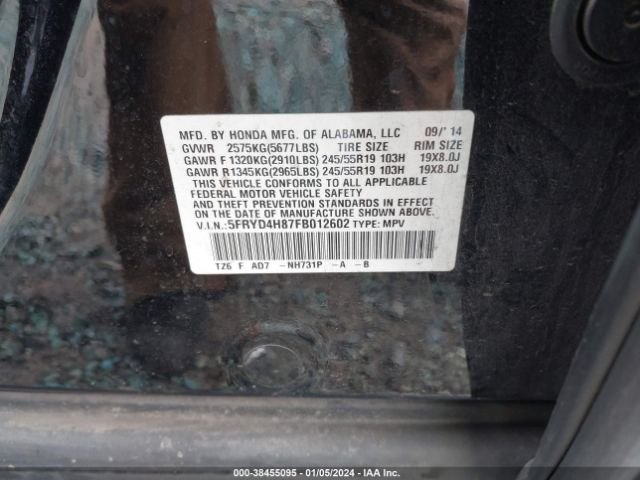 MFD. BY HONDA MFG. OF ALABAMA, LLC 09/' 14
GVWR 2575KG(5677LBS) TIRE SIZE RIM SIZE
GAWR F 1320KG(2910LBS) 245/55R19 103H 19X8.0J
GAWR R1345KG(2965LBS) 245/55R19 103H 19X8.0J
THIS VEHICLE CONFORMS TO ALL APPLICABLE
FEDERAL MOTOR VEHICLE SAFETY
AND THEFT PREVENTION STANDARDS IN EFFECT
ON THE DATE OF MANUFACTURE SHOWN ABOVE.
V.I.N.:5FRYD4H87FB012602 TYPE: MPV
TZ6 F AD7 -NH731P -A -B
000-38455095 - 01/05/2024 - IAA Inc.